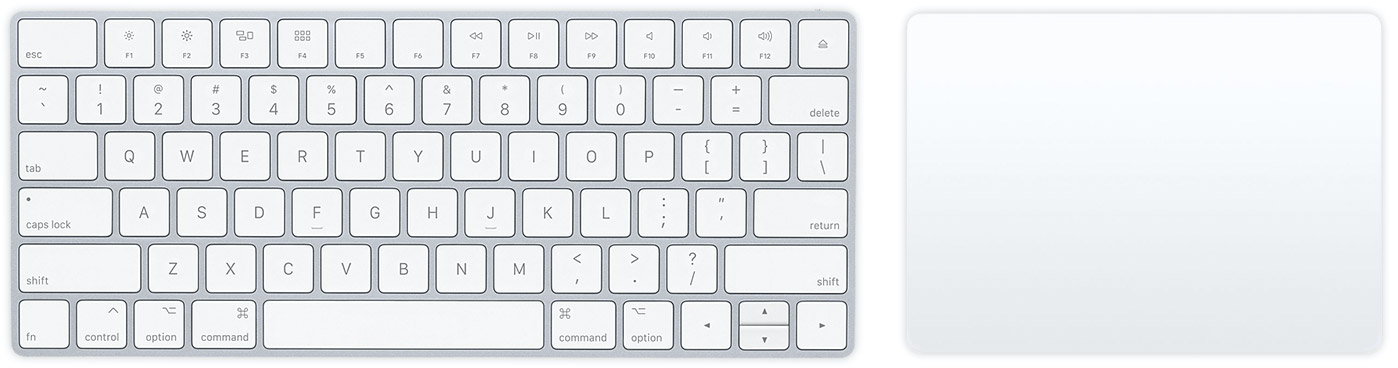 esc F1 F2 F3 F4 F5 F6 F7 F8 F9 F10 F11 F12
~ ! @ # $ % ^ & * ( ) — +
` 1 2 3 4 5 6 7 8 9 0 - = delete
tab Q W E R T Y U I O P { } |
[ ] \
caps lock A S D F G H J K L : " return
; '
shift Z X C V B N M < > ? shift
, . /
fn control option command command option